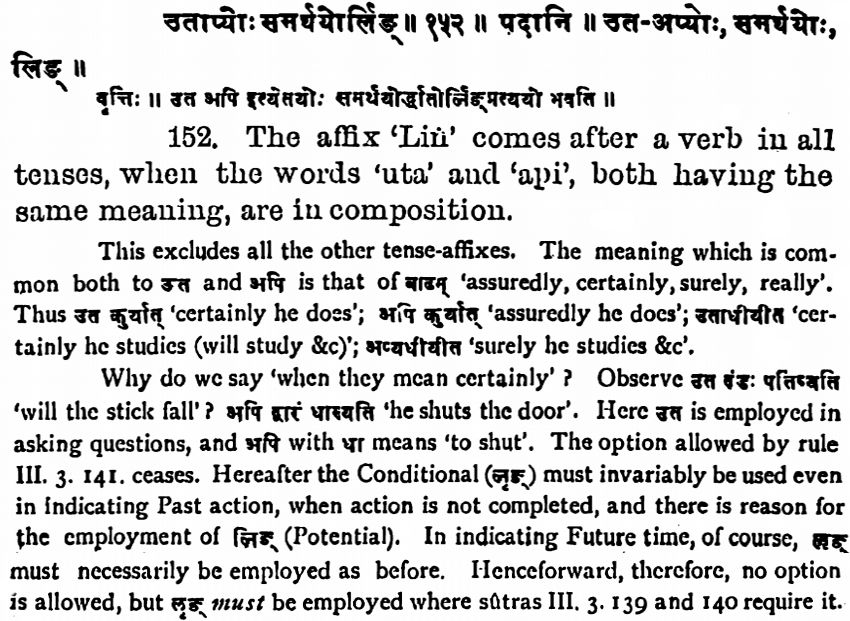 उताप्योः समर्थयोर्लिङ् ॥ १५२ ॥ पदानि ॥ उत-अप्योः, समर्थयोः,
लिङ् ॥
वृत्तिः ॥ उत अपि इत्येतयोः समर्थयोर्द्धातोर्लिङ्प्रत्ययो भवति ॥
152. The affix ‘Liṅ’ comes after a verb in all
tenses, when the words ‘uta’ and ‘api’, both having the
same meaning, are in composition.
This excludes all the other tense-affixes. The meaning which is com-
mon both to उत and अपि is that of बाढम् ‘assuredly, certainly, surely, really’.
Thus उत कुर्यात् ‘certainly he does’; अपि कुर्यात् ‘assuredly he does’; उताधीयीत ‘cer-
tainly he studies (will study &c)’; अप्यधीयीत ‘surely he studies &c’.
Why do we say ‘when they mean certainly’ ? Observe उत दंडः पतिष्यति
‘will the stick fall’ ? अपि द्वारं धास्यति ‘he shuts the door’. Here उत is employed in
asking questions, and अपि with धा means ‘to shut’. The option allowed by rule
III. 3. 141. ceases. Hereafter the Conditional (लृङ्) must invariably be used even
in indicating Past action, when action is not completed, and there is reason for
the employment of लिङ् (Potential). In indicating Future time, of course, लृङ्
must necessarily be employed as before. Henceforward, therefore, no option
is allowed, but लृङ् must be employed where sûtras III. 3. 139 and 140 require it.